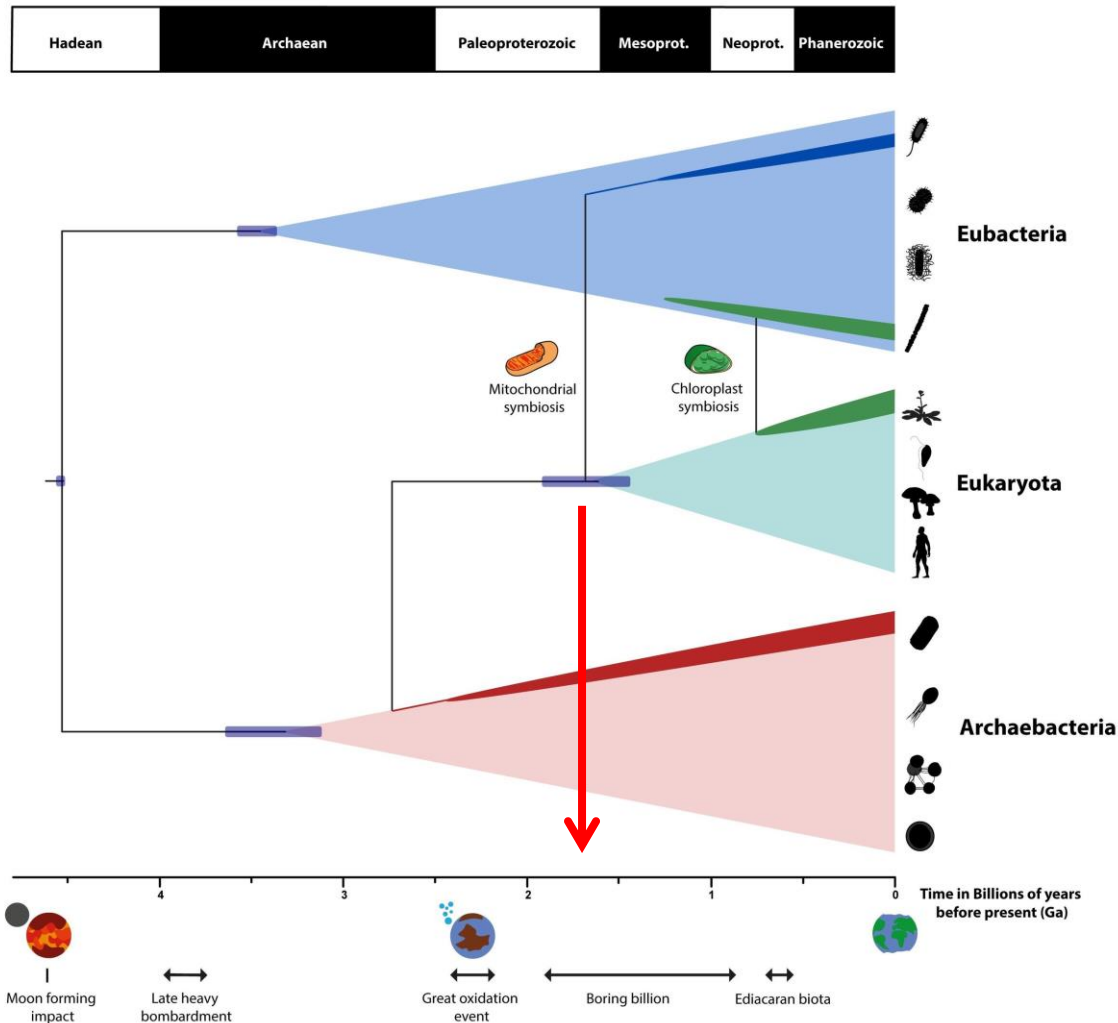 Hadean
Archaean
Paleoproterozoic
Mesoprot.
Neoprot.
Phanerozoic
Eubacteria
Mitochondrial
symbiosis
Chloroplast
symbiosis
Eukaryota
Archaebacteria
4
3
2
1
0
Time in Billions of years
before present (Ga)
Moon forming
impact
Late heavy
bombardment
Great oxidation
event
Boring billion
Ediacaran biota